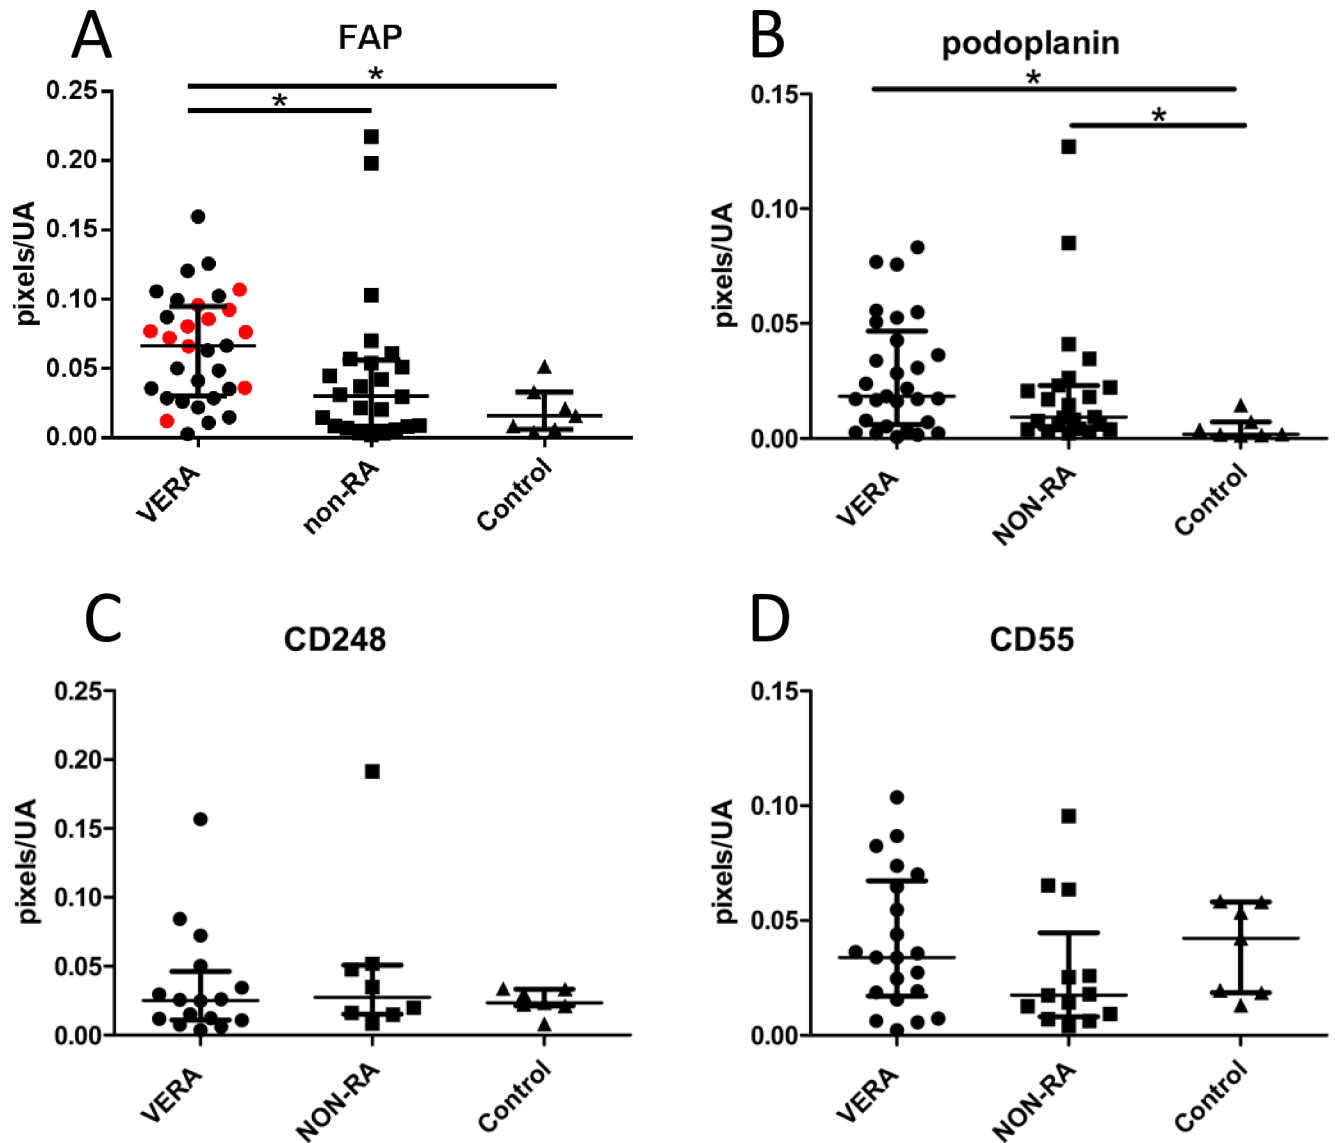 A
FAP
*
*
0.25
0.20
0.15
0.10
0.05
0.00
pixels/UA
VERA
non-RA
Control
B
podoplanin
*
*
0.15
0.10
0.05
0.00
pixels/UA
VERA
NON-RA
Control
C
CD248
0.25
0.20
0.15
0.10
0.05
0.00
pixels/UA
VERA
NON-RA
Control
D
CD55
0.15
0.10
0.05
0.00
pixels/UA
VERA
NON-RA
Control